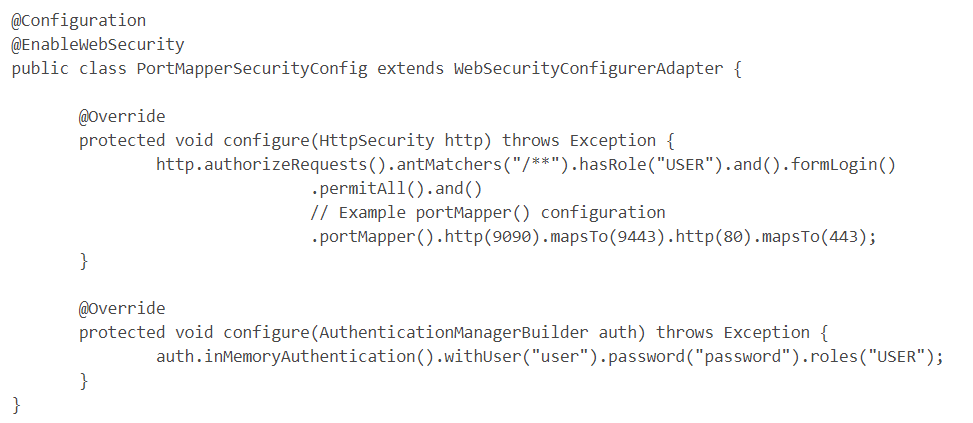 @Configuration
@EnableWebSecurity
public class PortMapperSecurityConfig extends WebSecurityConfigurerAdapter {
@Override
protected void configure(HttpSecurity http) throws Exception {
http.authorizeRequests().antMatchers("/**").hasRole("USER").and().formLogin()
.permitAll().and()
// Example portMapper() configuration
.portMapper().http(9090).mapsTo(9443).http(80).mapsTo(443);
}
@Override
protected void configure(AuthenticationManagerBuilder auth) throws Exception {
auth.inMemoryAuthentication().withUser("user").password("password").roles("USER");
}
}